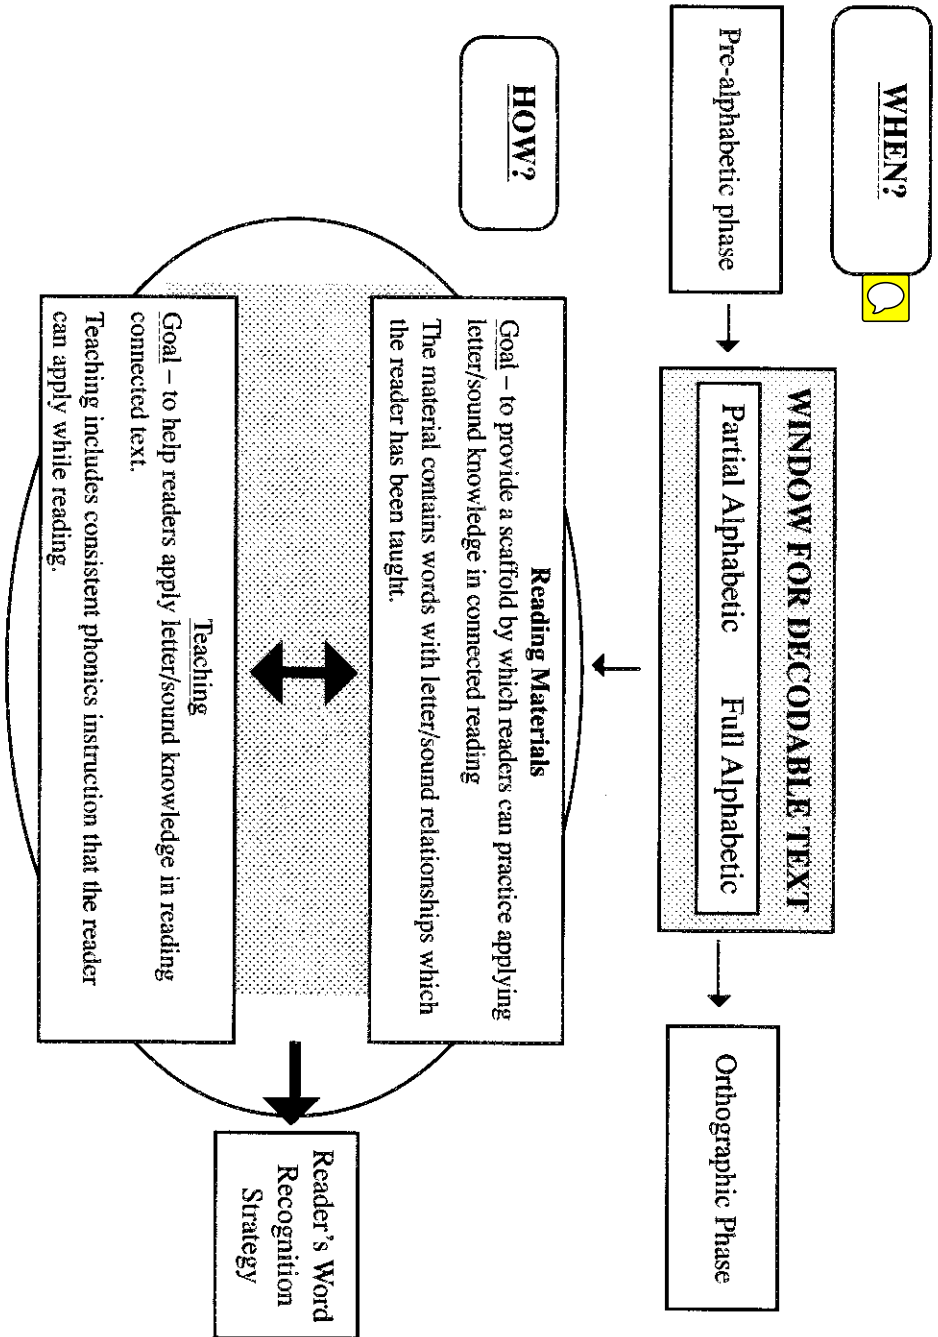 WHEN?
Pre-alphabetic phase
WINDOW FOR DECODABLE TEXT
Partial Alphabetic Full Alphabetic
Orthographic Phase
HOW?
Reading Materials
Goal – to provide a scaffold by which readers can practice applying
letter/sound knowledge in connected reading
The material contains words with letter/sound relationships which
the reader has been taught.
Teaching
Goal – to help readers apply letter/sound knowledge in reading
connected text.
Teaching includes consistent phonics instruction that the reader
can apply while reading.
Reader's Word
Recognition
Strategy